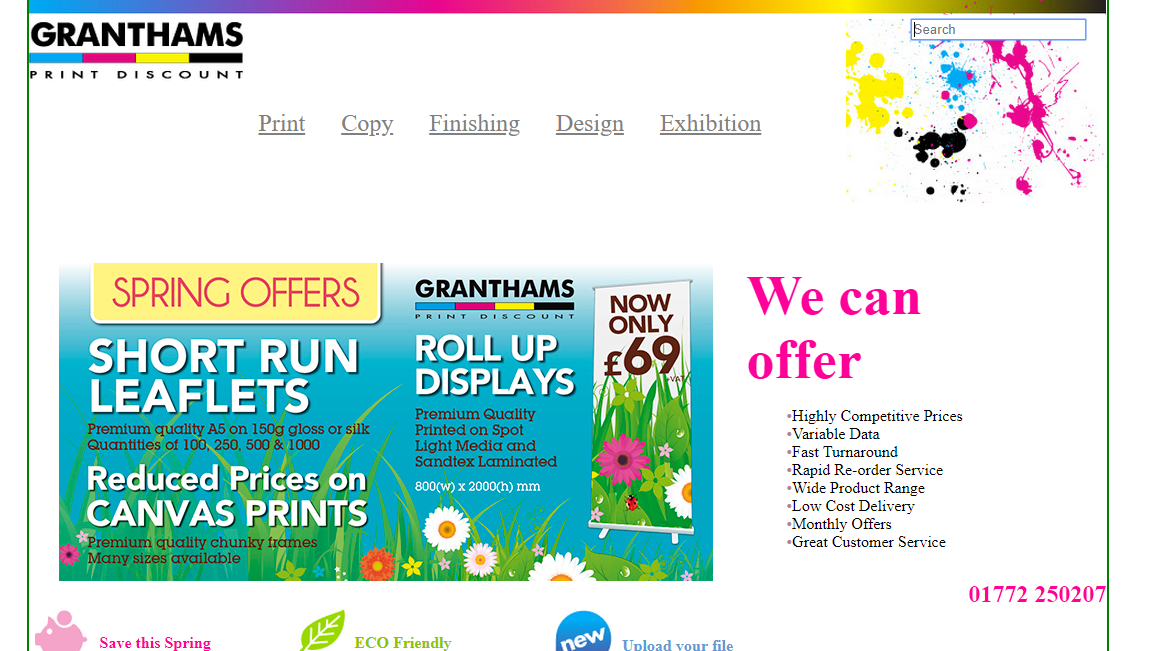 GRANTHAMS
PRINT DISCOUNT
Search
Print Copy Finishing Design Exhibition
SPRING OFFERS
SHORT RUN
LEAFLETS
Premium quality A5 on 150g gloss or silk
Quantities of 100, 250, 500 & 1000
Reduced Prices on
CANVAS PRINTS
Premium quality chunky frames
Many sizes available
GRANTHAMS
PRINT DISCOUNT
ROLL UP
DISPLAYS
Premium Quality
Printed on Spot
Light Media and
Sandtex Laminated
800(w) x 2000(h) mm
NOW
ONLY
£69
+VAT
We can
offer
•Highly Competitive Prices
•Variable Data
•Fast Turnaround
•Rapid Re-order Service
•Wide Product Range
•Low Cost Delivery
•Monthly Offers
•Great Customer Service
01772 250207
Save this Spring
ECO Friendly
new
Upload your file